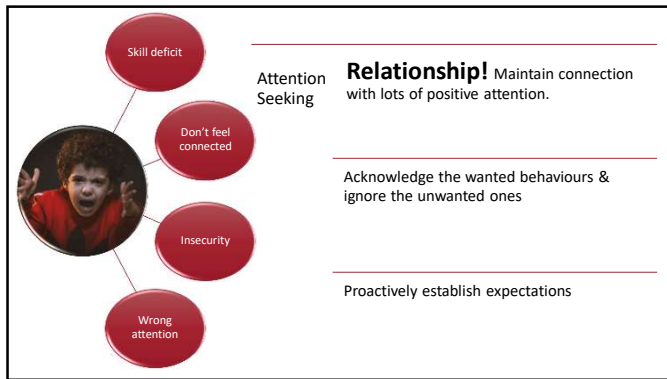 Skill deficit
Don't feel
connected
Insecurity
Wrong
attention
Attention
Seeking
Relationship! Maintain connection
with lots of positive attention.
Acknowledge the wanted behaviours &
ignore the unwanted ones
Proactively establish expectations